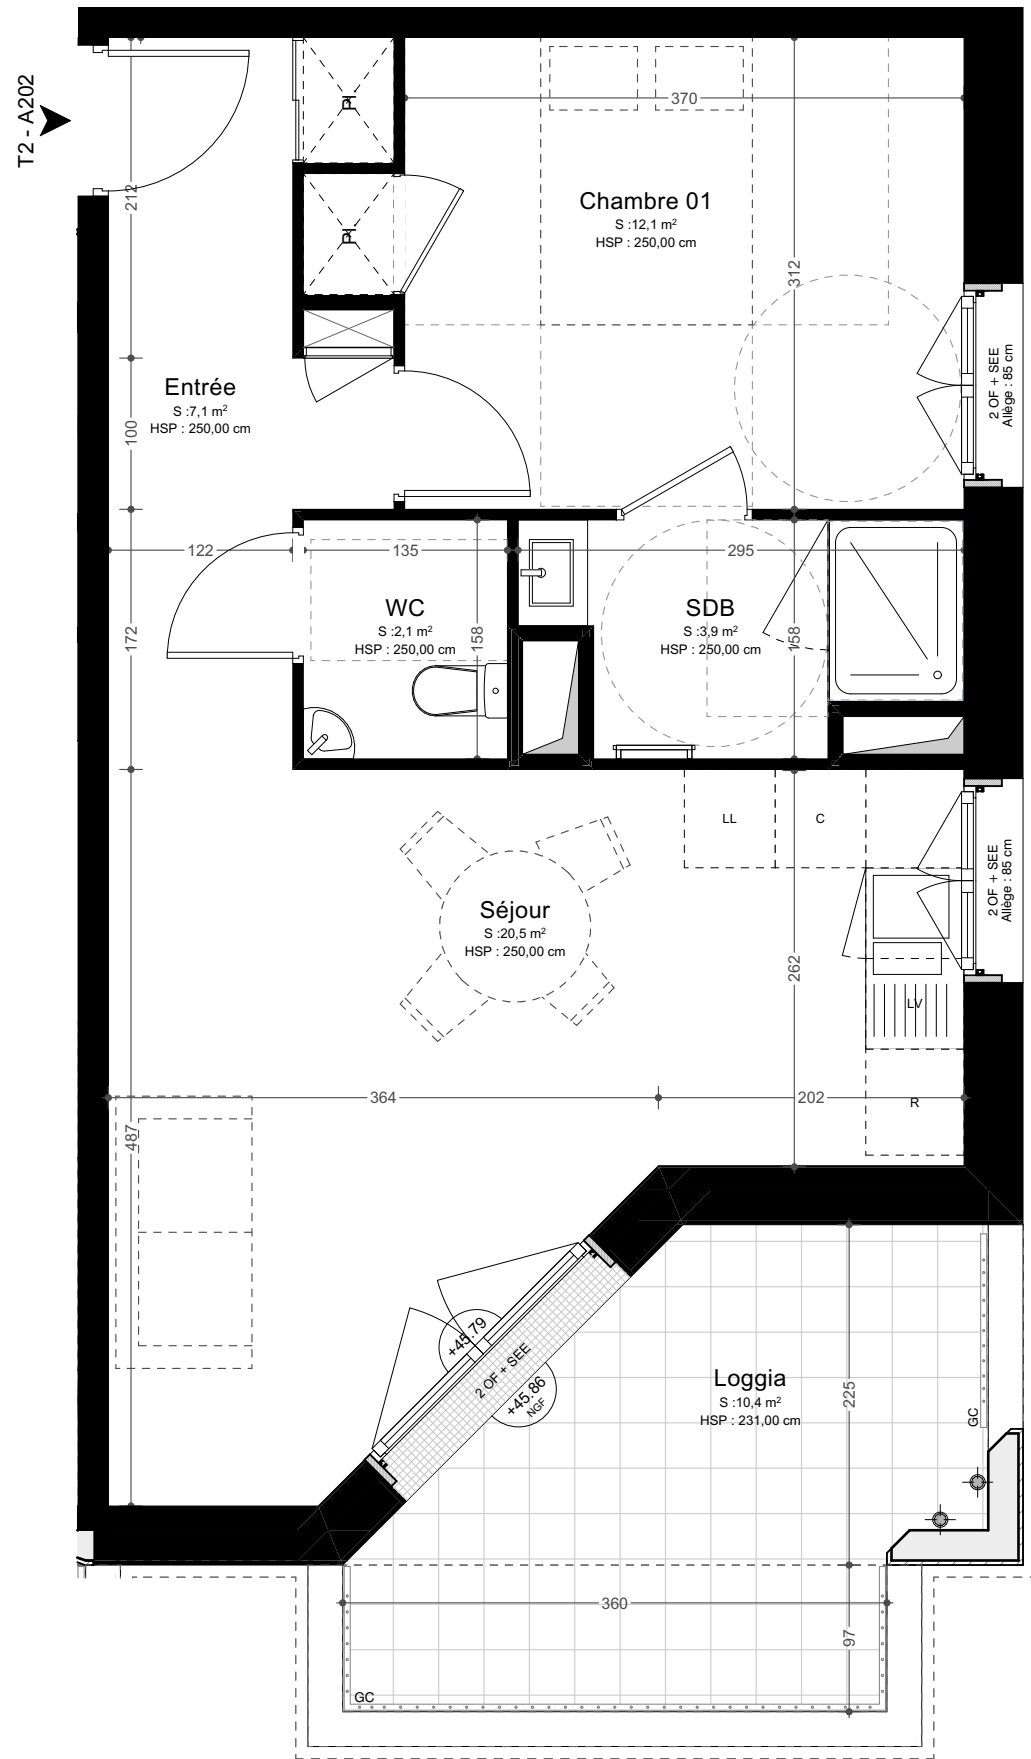 T2 - A202
Pl
370
Chambre 01
S :12,1 m²
HSP : 250,00 cm
212
Pl
312
2 OF + SEE
Allège : 85 cm
Entrée
S :7,1 m²
HSP : 250,00 cm
100
122
135
295
WC
S :2,1 m²
HSP : 250,00 cm
158
SDB
S :3,9 m²
HSP : 250,00 cm
158
172
LL
C
2 OF + SEE
Allège : 85 cm
Séjour
S :20,5 m²
HSP : 250,00 cm
262
LV
364
202
R
487
+45.79
2 OF + SEE
+45.86
NGF
Loggia
S :10,4 m²
HSP : 231,00 cm
225
GC
360
97
GC